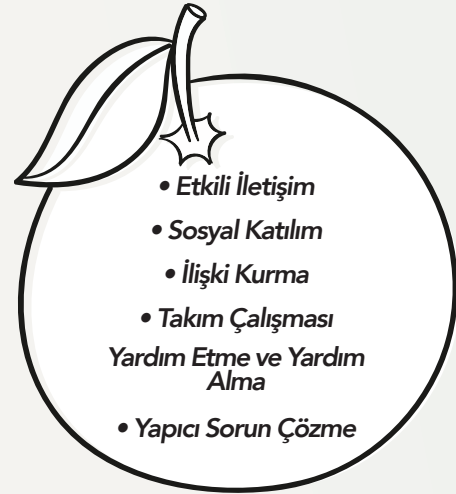 • Etkili İletişim
• Sosyal Katılım
• İlişki Kurma
• Takım Çalışması
Yardım Etme ve Yardım
Alma
• Yapıcı Sorun Çözme